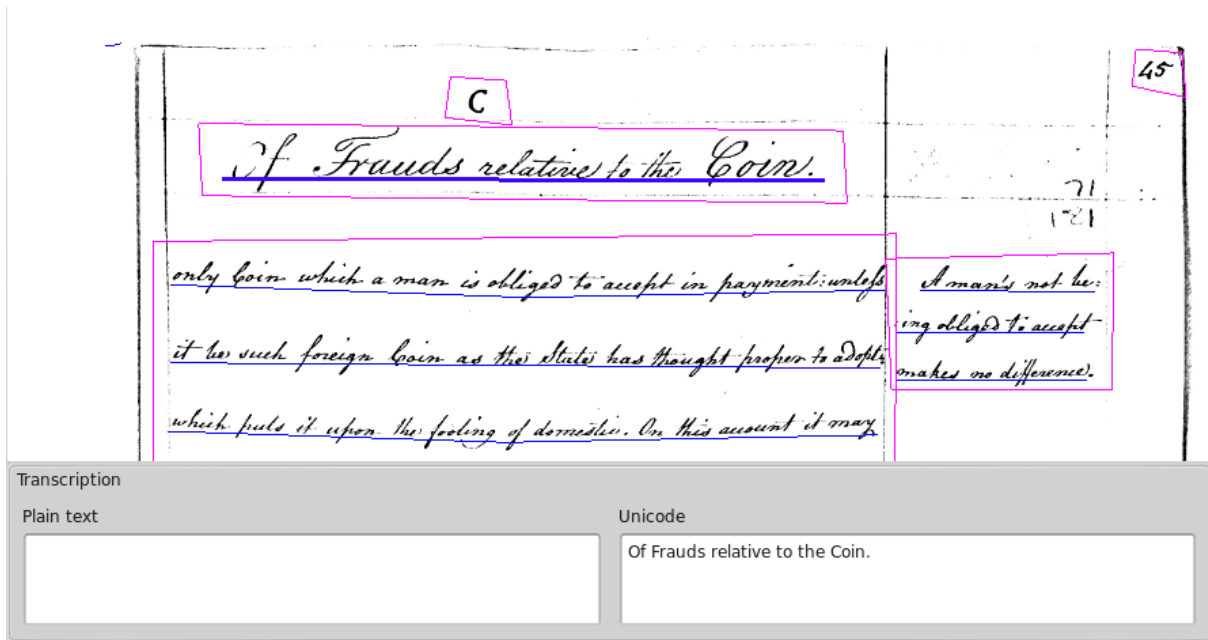 45
C
Of Frauds relative to the Coin.
only Coin which a man is obliged to accept in payment: unless
it be such foreign Coin as the State has thought proper to adopt,
which puts it upon the footing of domestic. On this account it may
A man's not be:
ing obliged to accept
makes no difference.
Transcription
Plain text
Unicode
Of Frauds relative to the Coin.